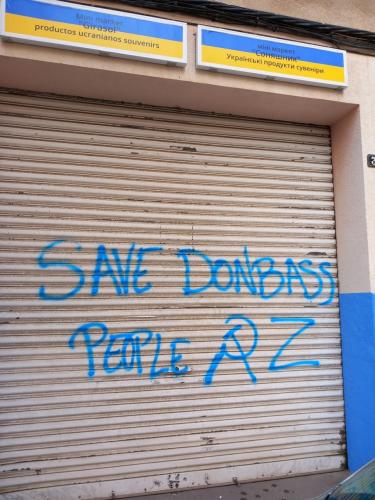 Mini market
"Girasol"
productos ucranianos souvenirs
міні маркет
"Соняшник"
Українські продукти сувеніри
SAVE DONBASS
PEOPLE ☭ Z